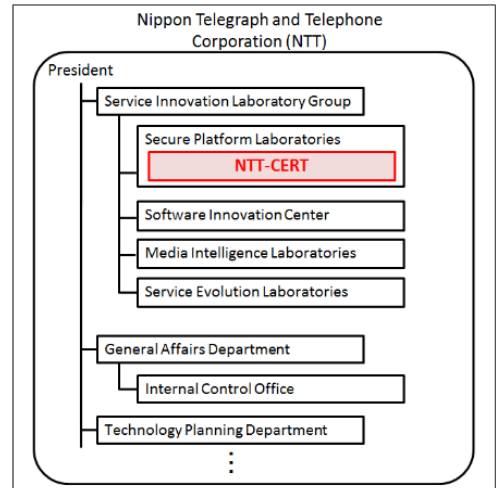 Nippon Telegraph and Telephone
Corporation (NTT)
President
Service Innovation Laboratory Group
Secure Platform Laboratories
NTT-CERT
Software Innovation Center
Media Intelligence Laboratories
Service Evolution Laboratories
General Affairs Department
Internal Control Office
Technology Planning Department
⋮